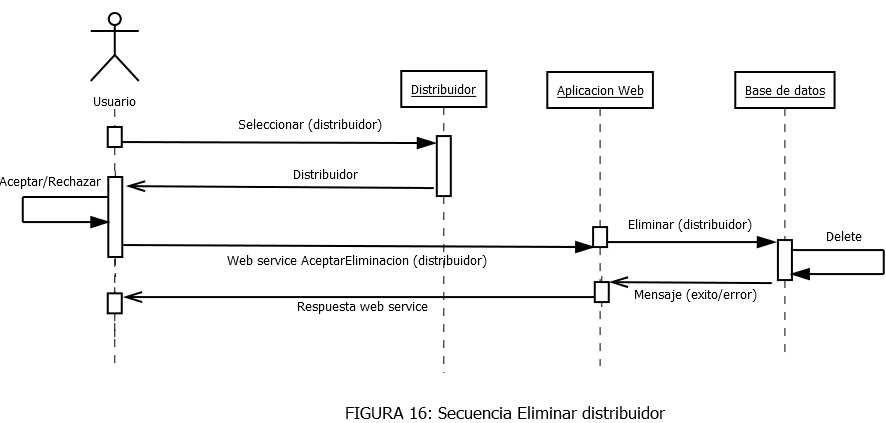 Usuario
Distribuidor
Aplicacion Web
Base de datos
Seleccionar (distribuidor)
Distribuidor
Aceptar/Rechazar
Eliminar (distribuidor)
Delete
Web service AceptarEliminacion (distribuidor)
Mensaje (exito/error)
Respuesta web service
FIGURA 16: Secuencia Eliminar distribuidor